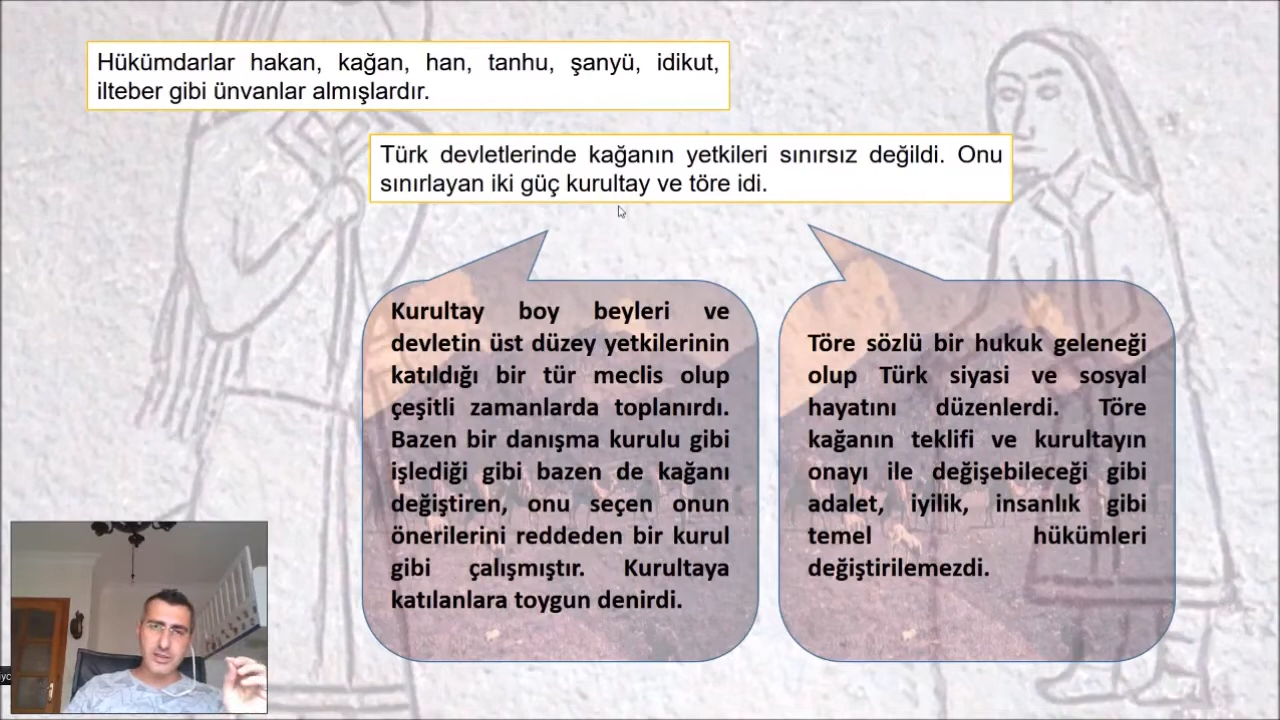 Hükümdarlar hakan, kağan, han, tanhu, şanyü, idikut,
ilteber gibi ünvanlar almışlardır.
Türk devletlerinde kağanın yetkileri sınırsız değildi. Onu
sınırlayan iki güç kurultay ve töre idi.
Kurultay boy beyleri ve
devletin üst düzey yetkilerinin
katıldığı bir tür meclis olup
çeşitli zamanlarda toplanırdı.
Bazen bir danışma kurulu gibi
işlediği gibi bazen de kağanı
değiştiren, onu seçen onun
önerilerini reddeden bir kurul
gibi çalışmıştır. Kurultaya
katılanlara toygun denirdi.
Töre sözlü bir hukuk geleneği
olup Türk siyasi ve sosyal
hayatını düzenlerdi. Töre
kağanın teklifi ve kurultayın
onayı ile değişebileceği gibi
adalet, iyilik, insanlık gibi
temel hükümleri
değiştirilemezdi.